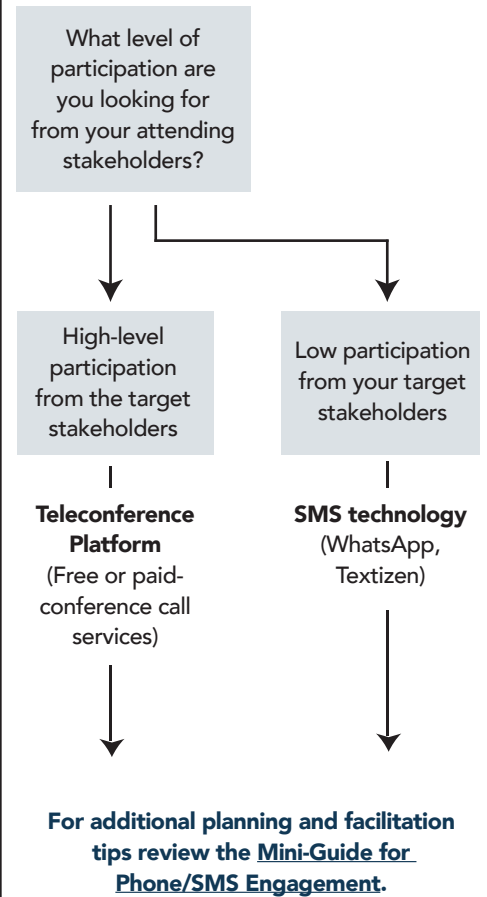 What level of
participation are
you looking for
from your attending
stakeholders?
High-level
participation
from the target
stakeholders
Low participation
from your target
stakeholders
Teleconference
Platform
(Free or paid-
conference call
services)
SMS technology
(WhatsApp,
Textizen)
For additional planning and facilitation
tips review the Mini-Guide for
Phone/SMS Engagement.